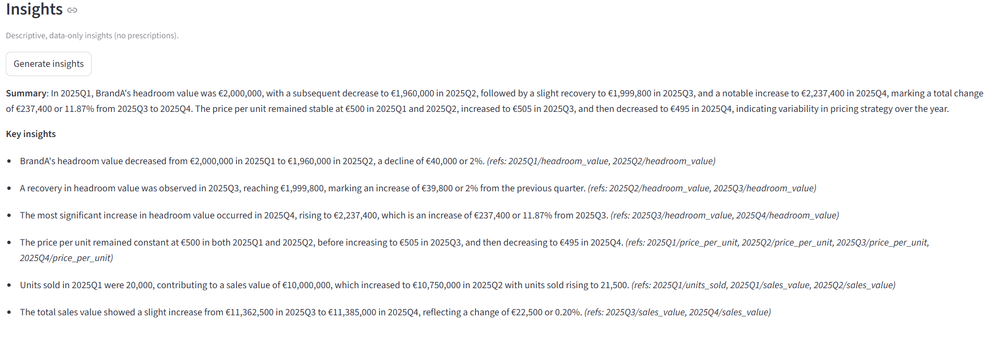 Insights
Descriptive, data-only insights (no prescriptions).
Generate insights
Summary: In 2025Q1, BrandA's headroom value was €2,000,000, with a subsequent decrease to €1,960,000 in 2025Q2, followed by a slight recovery to €1,999,800 in 2025Q3, and a notable increase to €2,237,400 in 2025Q4, marking a total change
of €237,400 or 11.87% from 2025Q3 to 2025Q4. The price per unit remained stable at €500 in 2025Q1 and 2025Q2, increased to €505 in 2025Q3, and then decreased to €495 in 2025Q4, indicating variability in pricing strategy over the year.
Key insights
• BrandA's headroom value decreased from €2,000,000 in 2025Q1 to €1,960,000 in 2025Q2, a decline of €40,000 or 2%. (refs: 2025Q1/headroom_value, 2025Q2/headroom_value)
• A recovery in headroom value was observed in 2025Q3, reaching €1,999,800, marking an increase of €39,800 or 2% from the previous quarter. (refs: 2025Q2/headroom_value, 2025Q3/headroom_value)
• The most significant increase in headroom value occurred in 2025Q4, rising to €2,237,400, which is an increase of €237,400 or 11.87% from 2025Q3. (refs: 2025Q3/headroom_value, 2025Q4/headroom_value)
• The price per unit remained constant at €500 in both 2025Q1 and 2025Q2, before increasing to €505 in 2025Q3, and then decreasing to €495 in 2025Q4. (refs: 2025Q1/price_per_unit, 2025Q2/price_per_unit, 2025Q3/price_per_unit,
2025Q4/price_per_unit)
• Units sold in 2025Q1 were 20,000, contributing to a sales value of €10,000,000, which increased to €10,750,000 in 2025Q2 with units sold rising to 21,500. (refs: 2025Q1/units_sold, 2025Q1/sales_value, 2025Q2/sales_value)
• The total sales value showed a slight increase from €11,362,500 in 2025Q3 to €11,385,000 in 2025Q4, reflecting a change of €22,500 or 0.20%. (refs: 2025Q3/sales_value, 2025Q4/sales_value)